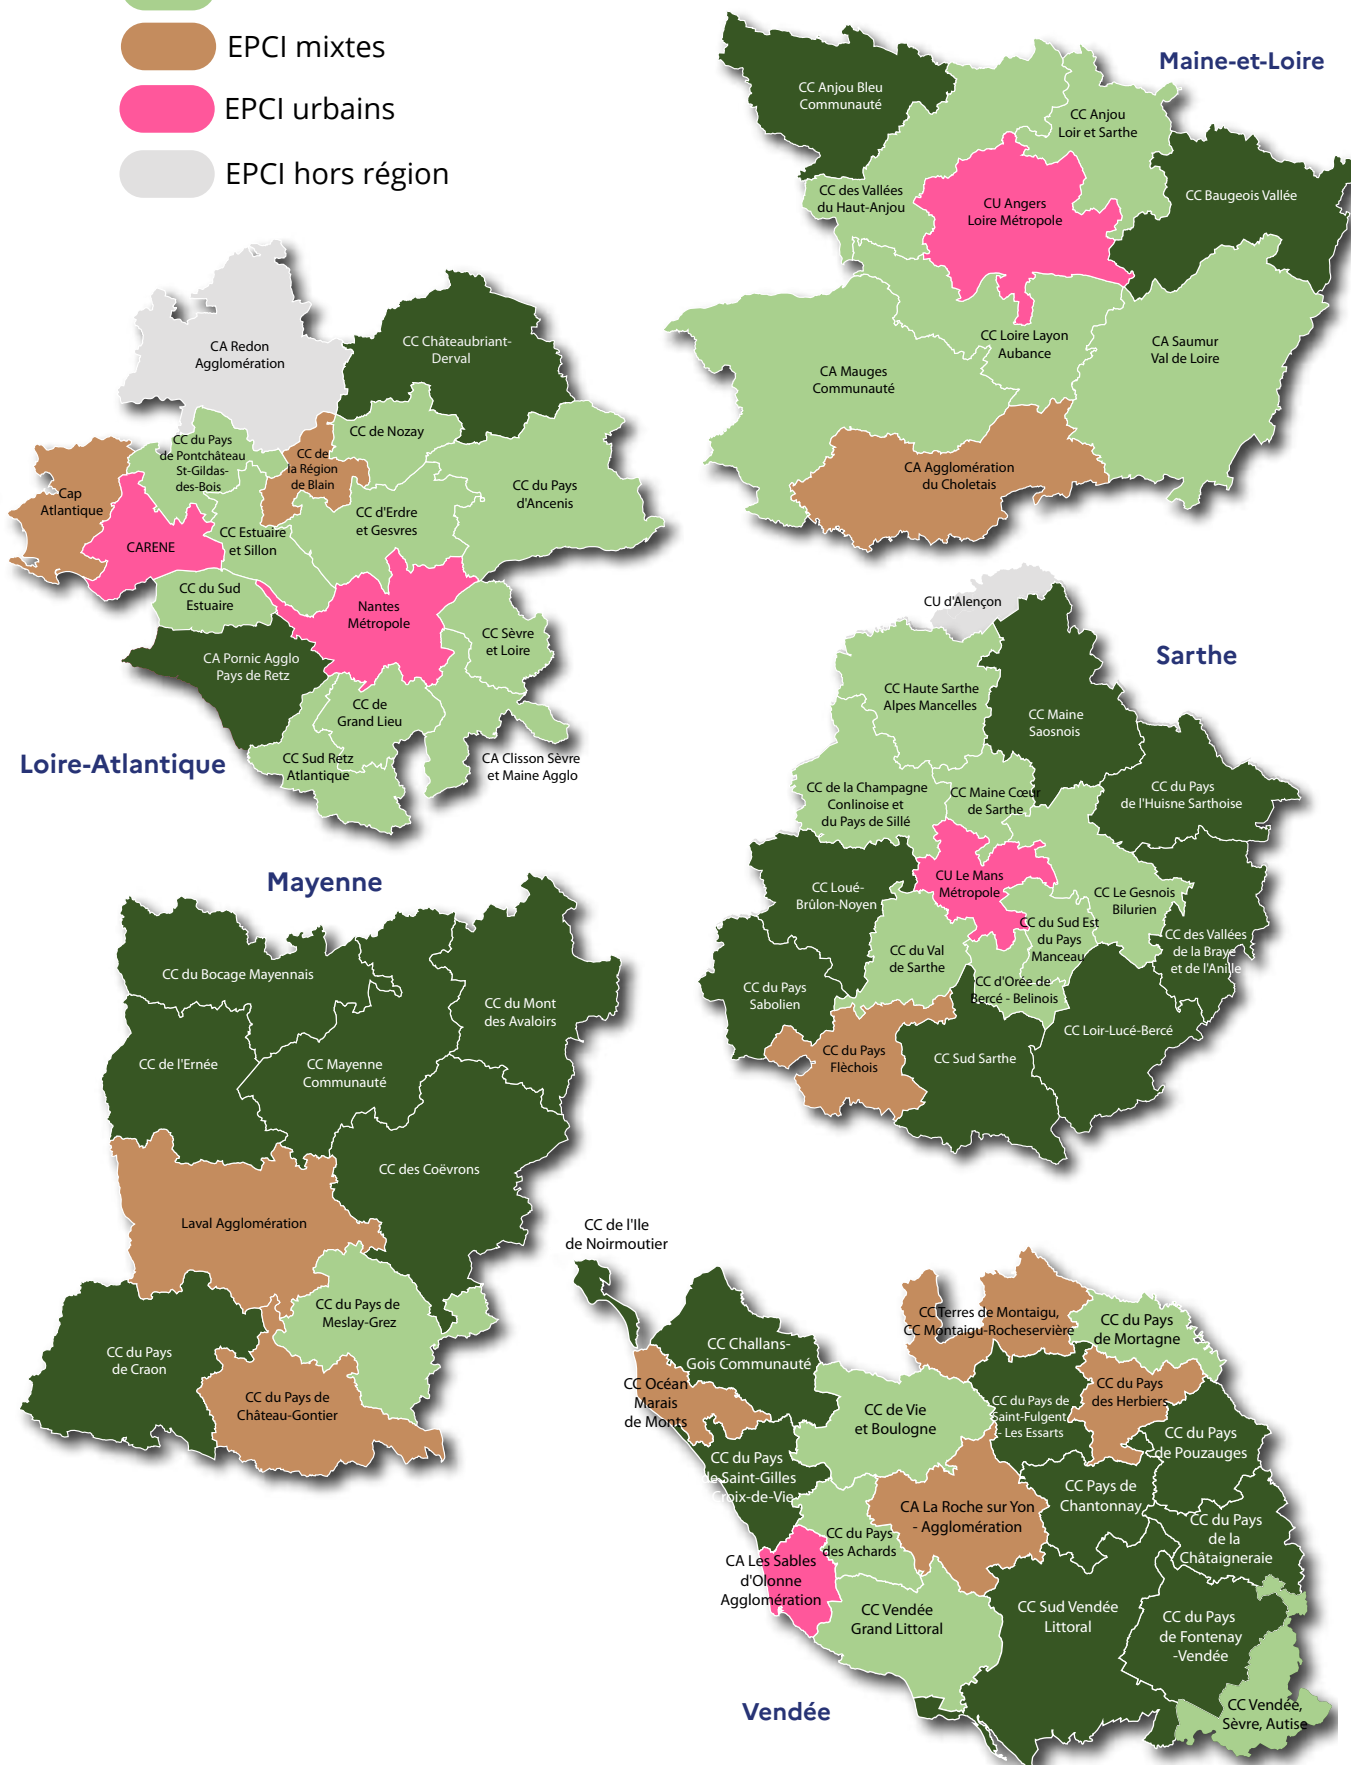 EPCI mixtes
EPCI urbains
EPCI hors région
Maine-et-Loire
CC Anjou Bleu
Communauté
CC Anjou
Loir et Sarthe
CC des Vallées
du Haut-Anjou
CU Angers
Loire Métropole
CC Baugeois Vallée
CC Loire Layon
Aubance
CA Saumur
Val de Loire
CA Mauges
Communauté
CA Agglomération
du Choletais
CA Redon
Agglomération
CC Châteaubriant-
Derval
CC du Pays
de Pontchâteau
St-Gildas-
des-Bois
CC de
la Région
de Blain
CC de Nozay
Cap
Atlantique
CARENE
CC Estuaire
et Sillon
CC d'Erdre
et Gesvres
CC du Pays
d'Ancenis
CC du Sud
Estuaire
Nantes
Métropole
CC Sèvre
et Loire
CA Pornic Agglo
Pays de Retz
CC de
Grand Lieu
CC Sud Retz
Atlantique
CA Clisson Sèvre
et Maine Agglo
Loire-Atlantique
CU d'Alençon
Sarthe
CC Haute Sarthe
Alpes Mancelles
CC Maine
Saosnois
CC de la Champagne
Conlinoise et
du Pays de Sillé
CC Maine Cœur
de Sarthe
CC du Pays
de l'Huisne Sarthoise
CC Loué-
Brûlon-Noyen
CU Le Mans
Métropole
CC Le Gesnois
Bilurien
CC du Sud Est
du Pays
Manceau
CC du Val
de Sarthe
CC des Vallées
de la Braye
et de l'Anille
CC du Pays
Sabolien
CC d'Orée de
Bercé - Belinois
CC Loir-Lucé-Bercé
CC du Pays
Flèchois
CC Sud Sarthe
Mayenne
CC du Bocage Mayennais
CC du Mont
des Avaloirs
CC de l'Ernée
CC Mayenne
Communauté
CC des Coëvrons
Laval Agglomération
CC du Pays de
Meslay-Grez
CC du Pays
de Craon
CC du Pays de
Château-Gontier
CC de l'Ile
de Noirmoutier
CC Challans-
Gois Communauté
CC Océan
Marais
de Monts
CC Terres de Montaigu,
CC Montaigu-Rocheservière
CC du Pays
de Mortagne
CC de Vie
et Boulogne
CC du Pays de
Saint-Fulgent
- Les Essarts
CC du Pays
des Herbiers
CC du Pays
de Pouzauges
CC du Pays
de Saint-Gilles
Croix-de-Vie
CA La Roche sur Yon
- Agglomération
CC Pays de
Chantonnay
CC du Pays
de la
Châtaigneraie
CC du Pays
des Achards
CA Les Sables
d'Olonne
Agglomération
CC Vendée
Grand Littoral
CC Sud Vendée
Littoral
CC du Pays
de Fontenay
-Vendée
CC Vendée,
Sèvre, Autise
Vendée